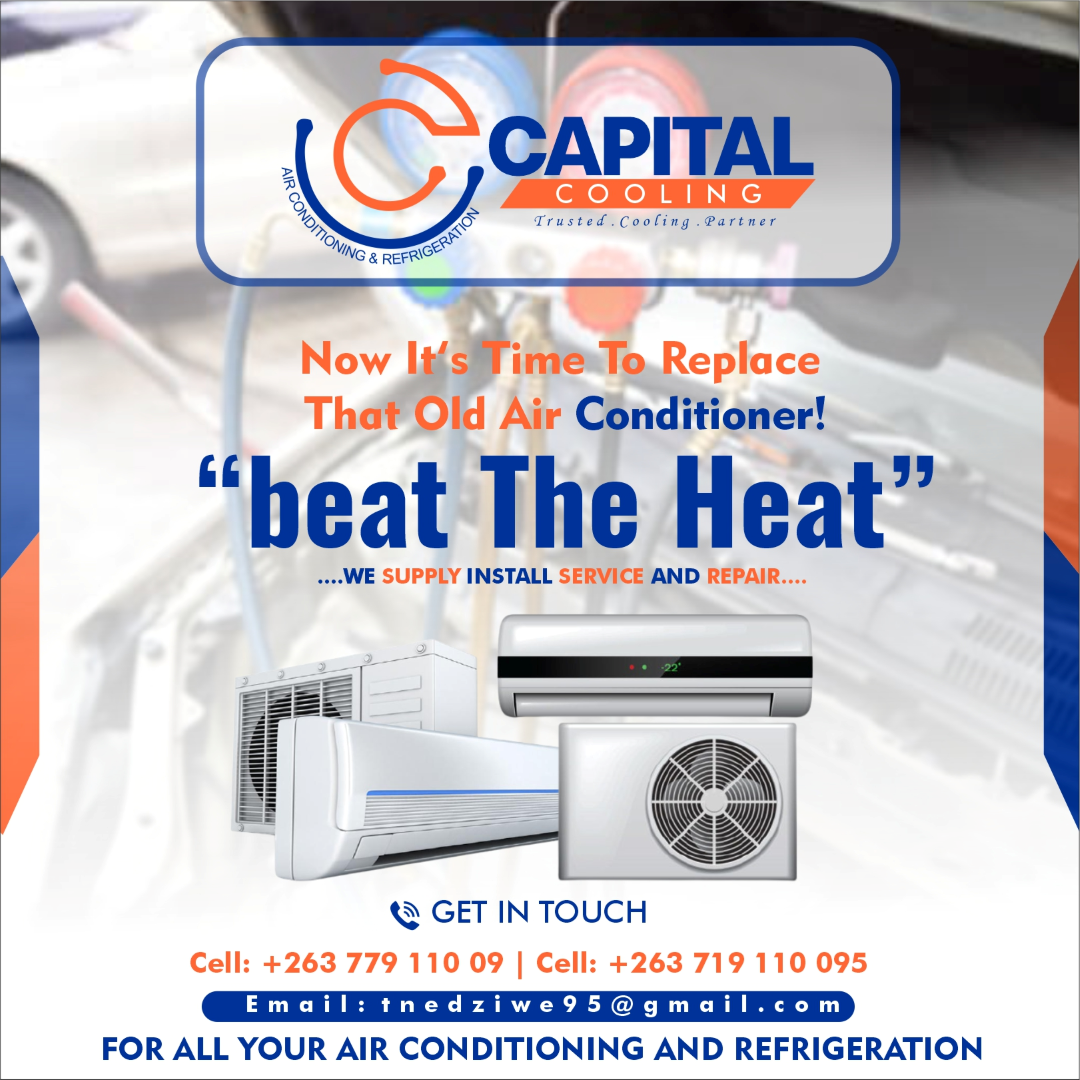 CAPITAL
COOLING
Trusted.Cooling.Partner
AIR CONDITIONING & REFRIGERATION
Now It‘s Time To Replace
That Old Air Conditioner!
“beat The Heat”
....WE SUPPLY INSTALL SERVICE AND REPAIR....
-22°
GET IN TOUCH
Cell: +263 779 110 09 | Cell: +263 719 110 095
Email: tnedziwe95@gmail.com
FOR ALL YOUR AIR CONDITIONING AND REFRIGERATION